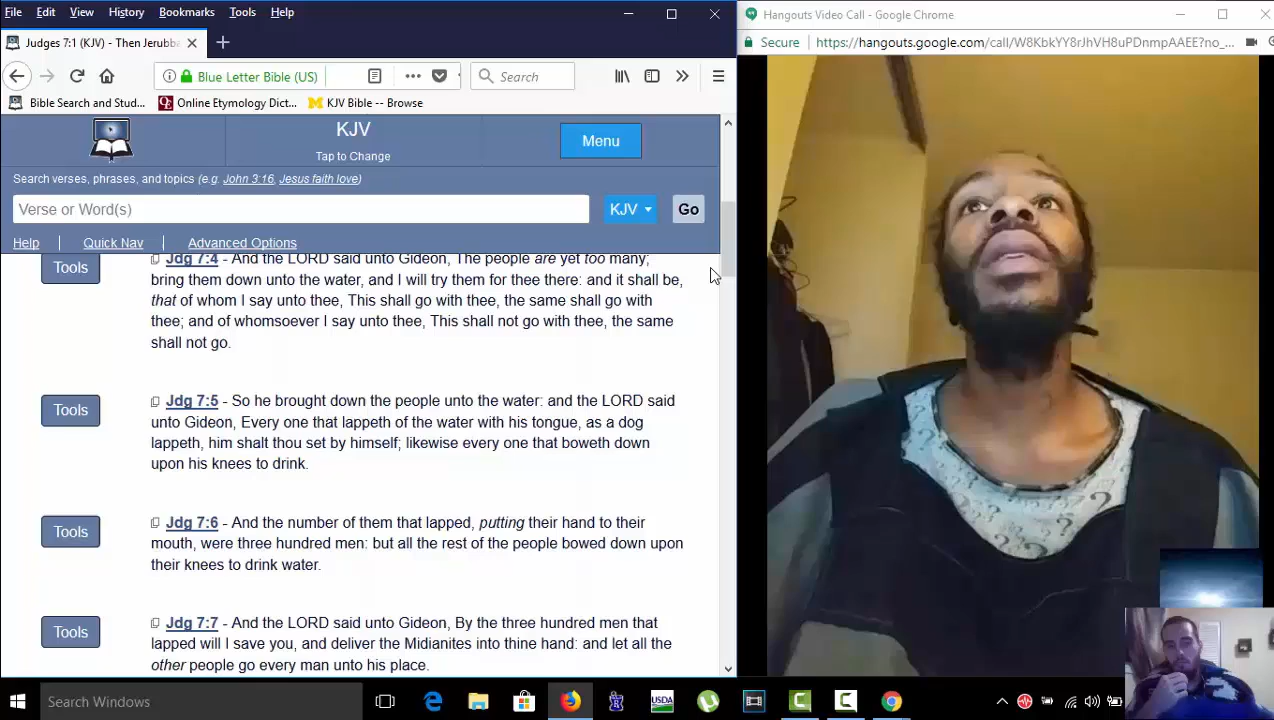 File Edit View History Bookmarks Tools Help
Judges 7:1 (KJV) - Then Jerubba
Blue Letter Bible (US)
Search
Bible Search and Stud... Online Etymology Dict... KJV Bible -- Browse
KJV
Tap to Change
Menu
Search verses, phrases, and topics (e.g. John 3:16, Jesus faith love)
Verse or Word(s) KJV Go
Help Quick Nav Advanced Options
Tools
Jdg 7:4 - And the LORD said unto Gideon, The people are yet too many;
bring them down unto the water, and I will try them for thee there: and it shall be,
that of whom I say unto thee, This shall go with thee, the same shall go with
thee; and of whomsoever I say unto thee, This shall not go with thee, the same
shall not go.
Tools
Jdg 7:5 - So he brought down the people unto the water: and the LORD said
unto Gideon, Every one that lappeth of the water with his tongue, as a dog
lappeth, him shalt thou set by himself; likewise every one that boweth down
upon his knees to drink.
Tools
Jdg 7:6 - And the number of them that lapped, putting their hand to their
mouth, were three hundred men: but all the rest of the people bowed down upon
their knees to drink water.
Tools
Jdg 7:7 - And the LORD said unto Gideon, By the three hundred men that
lapped will I save you, and deliver the Midianites into thine hand: and let all the
other people go every man unto his place.
Hangouts Video Call - Google Chrome
Secure https://hangouts.google.com/call/W8KbkYY8rJhVH8uPDnmpAAEE?no_...
Search Windows
USDA